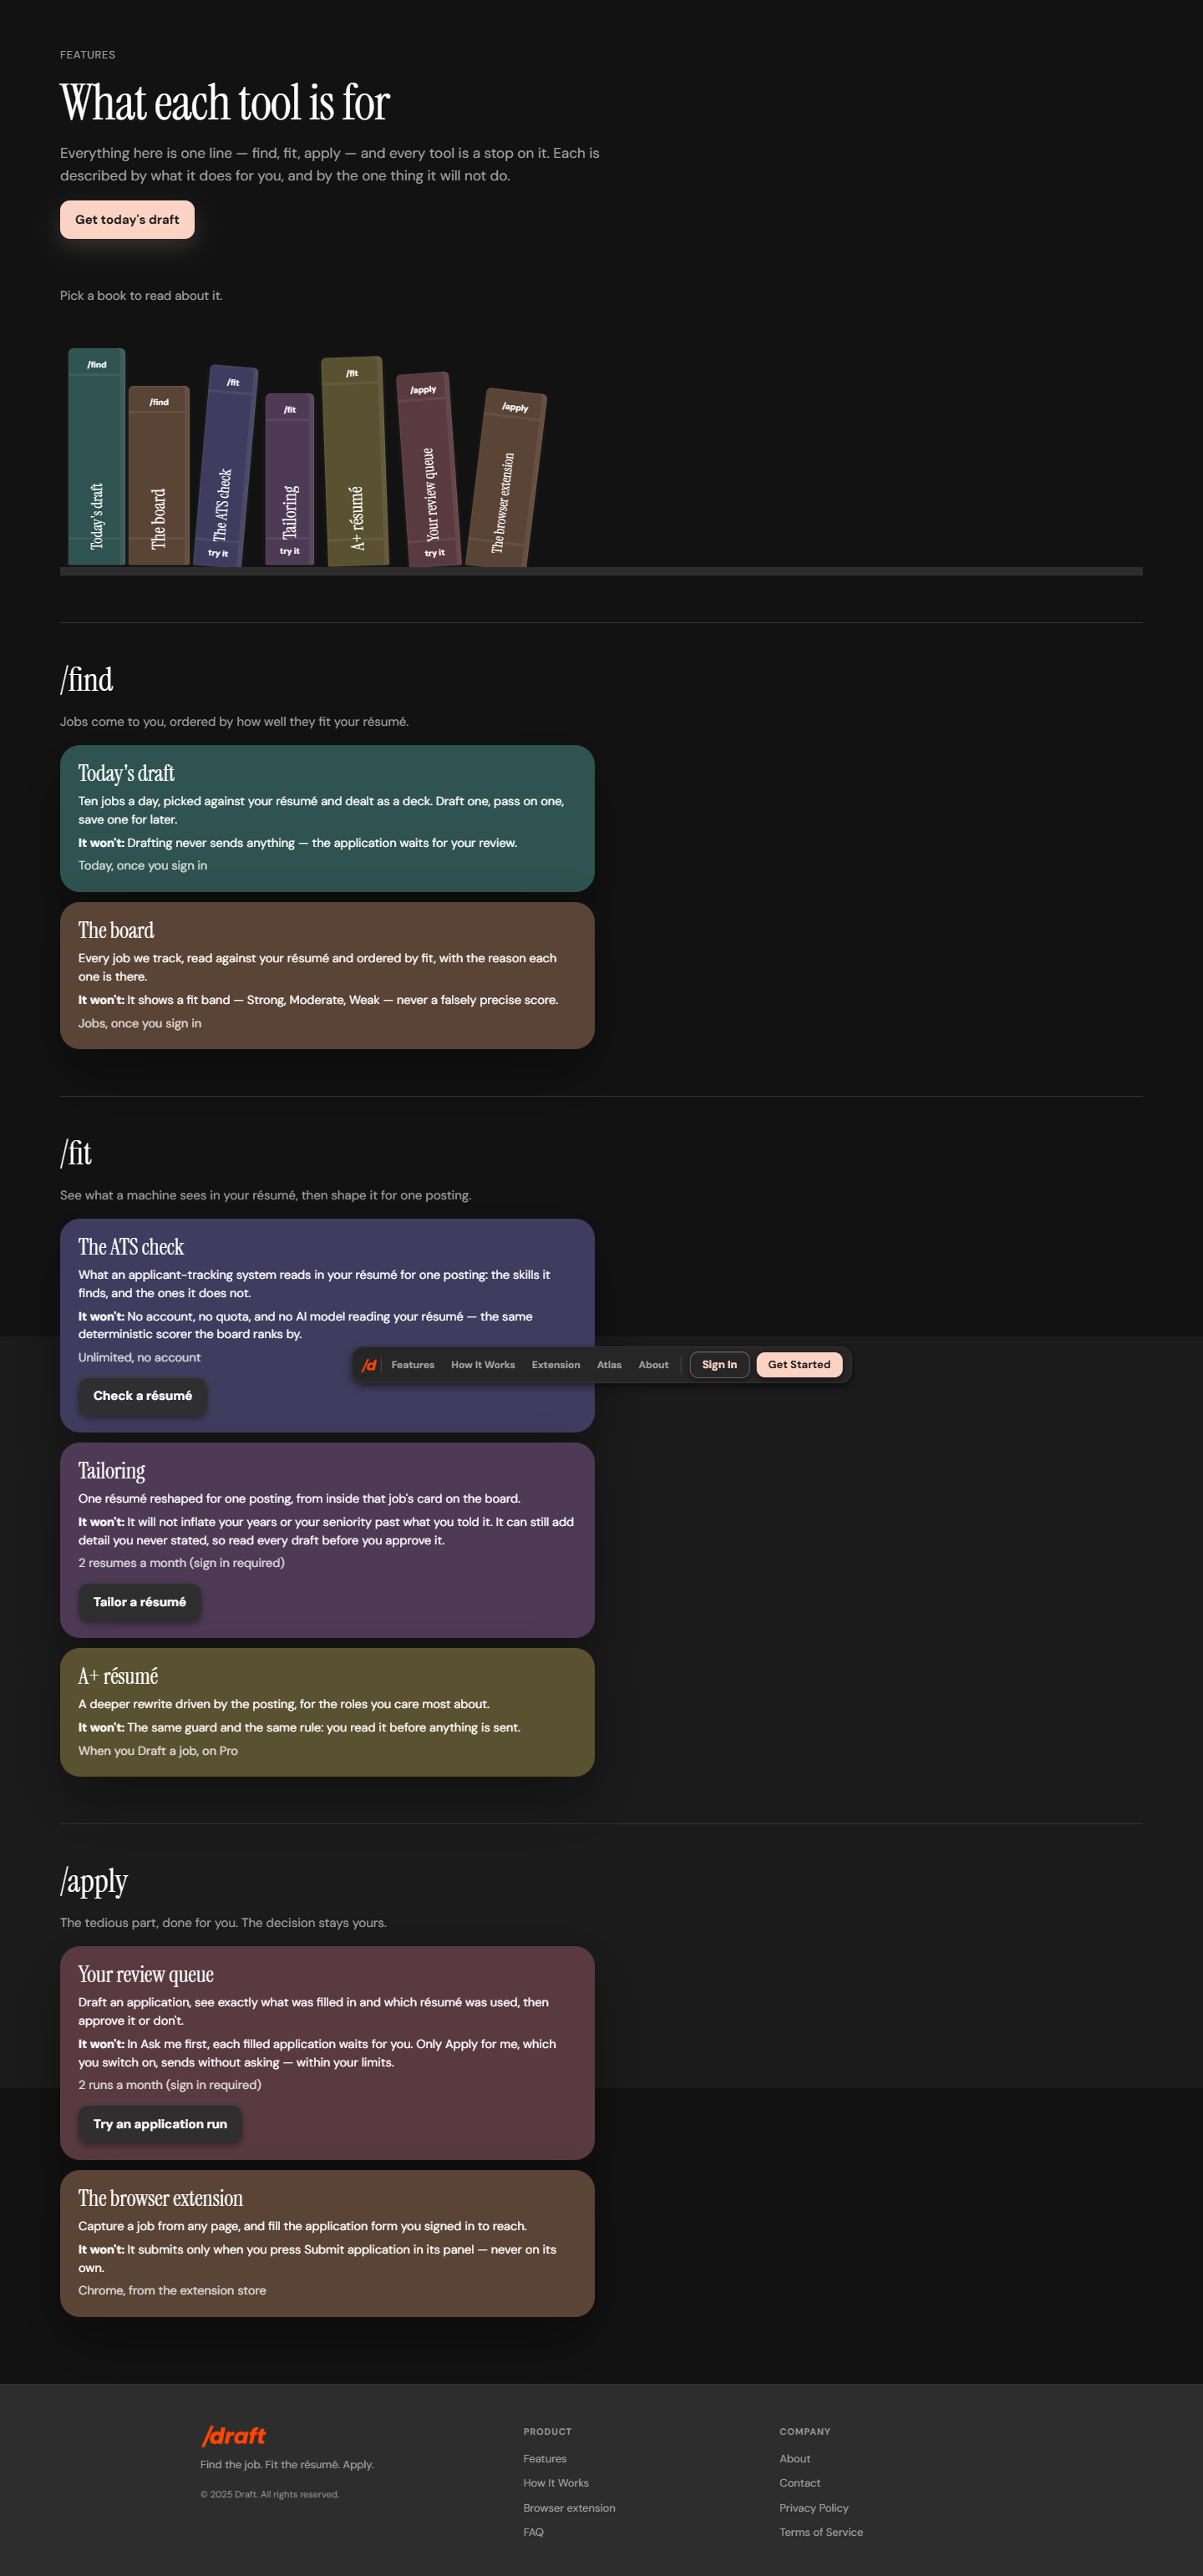 FEATURES
What each tool is for
Everything here is one line — find, fit, apply — and every tool is a stop on it. Each is
described by what it does for you, and by the one thing it will not do.
Get today's draft
Pick a book to read about it.
/find
Today's draft
/find
The board
/fit
The ATS check
try it
/fit
Tailoring
try it
/fit
A+ résumé
/apply
Your review queue
try it
/apply
The browser extension
/find
Jobs come to you, ordered by how well they fit your résumé.
Today's draft
Ten jobs a day, picked against your résumé and dealt as a deck. Draft one, pass on one,
save one for later.
It won't: Drafting never sends anything — the application waits for your review.
Today, once you sign in
The board
Every job we track, read against your résumé and ordered by fit, with the reason each
one is there.
It won't: It shows a fit band — Strong, Moderate, Weak — never a falsely precise score.
Jobs, once you sign in
/fit
See what a machine sees in your résumé, then shape it for one posting.
The ATS check
What an applicant-tracking system reads in your résumé for one posting: the skills it
finds, and the ones it does not.
It won't: No account, no quota, and no AI model reading your résumé — the same
deterministic scorer the board ranks by.
Unlimited, no account
/d Features How It Works Extension Atlas About Sign In Get Started
Check a résumé
Tailoring
One résumé reshaped for one posting, from inside that job's card on the board.
It won't: It will not inflate your years or your seniority past what you told it. It can still add
detail you never stated, so read every draft before you approve it.
2 resumes a month (sign in required)
Tailor a résumé
A+ résumé
A deeper rewrite driven by the posting, for the roles you care most about.
It won't: The same guard and the same rule: you read it before anything is sent.
When you Draft a job, on Pro
/apply
The tedious part, done for you. The decision stays yours.
Your review queue
Draft an application, see exactly what was filled in and which résumé was used, then
approve it or don't.
It won't: In Ask me first, each filled application waits for you. Only Apply for me, which
you switch on, sends without asking — within your limits.
2 runs a month (sign in required)
Try an application run
The browser extension
Capture a job from any page, and fill the application form you signed in to reach.
It won't: It submits only when you press Submit application in its panel — never on its
own.
Chrome, from the extension store
/draft
Find the job. Fit the résumé. Apply.
© 2025 Draft. All rights reserved.
PRODUCT
Features
How It Works
Browser extension
FAQ
COMPANY
About
Contact
Privacy Policy
Terms of Service